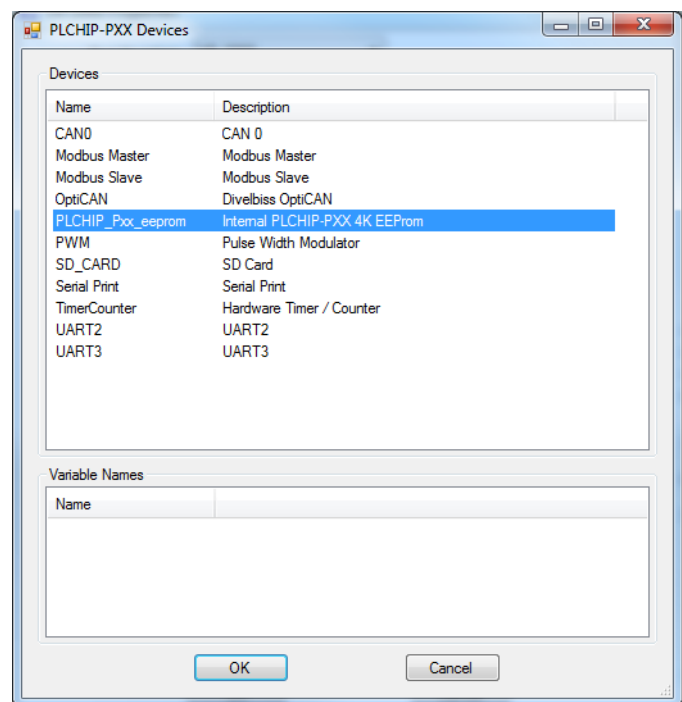 PLCHIP-PXX Devices
Devices
Name Description
CAN0 CAN 0
Modbus Master Modbus Master
Modbus Slave Modbus Slave
OptiCAN Divelbiss OptiCAN
PLCHIP_Pxx_eeprom Internal PLCHIP-PXX 4K EEProm
PWM Pulse Width Modulator
SD_CARD SD Card
Serial Print Serial Print
TimerCounter Hardware Timer / Counter
UART2 UART2
UART3 UART3
Variable Names
Name
OK Cancel